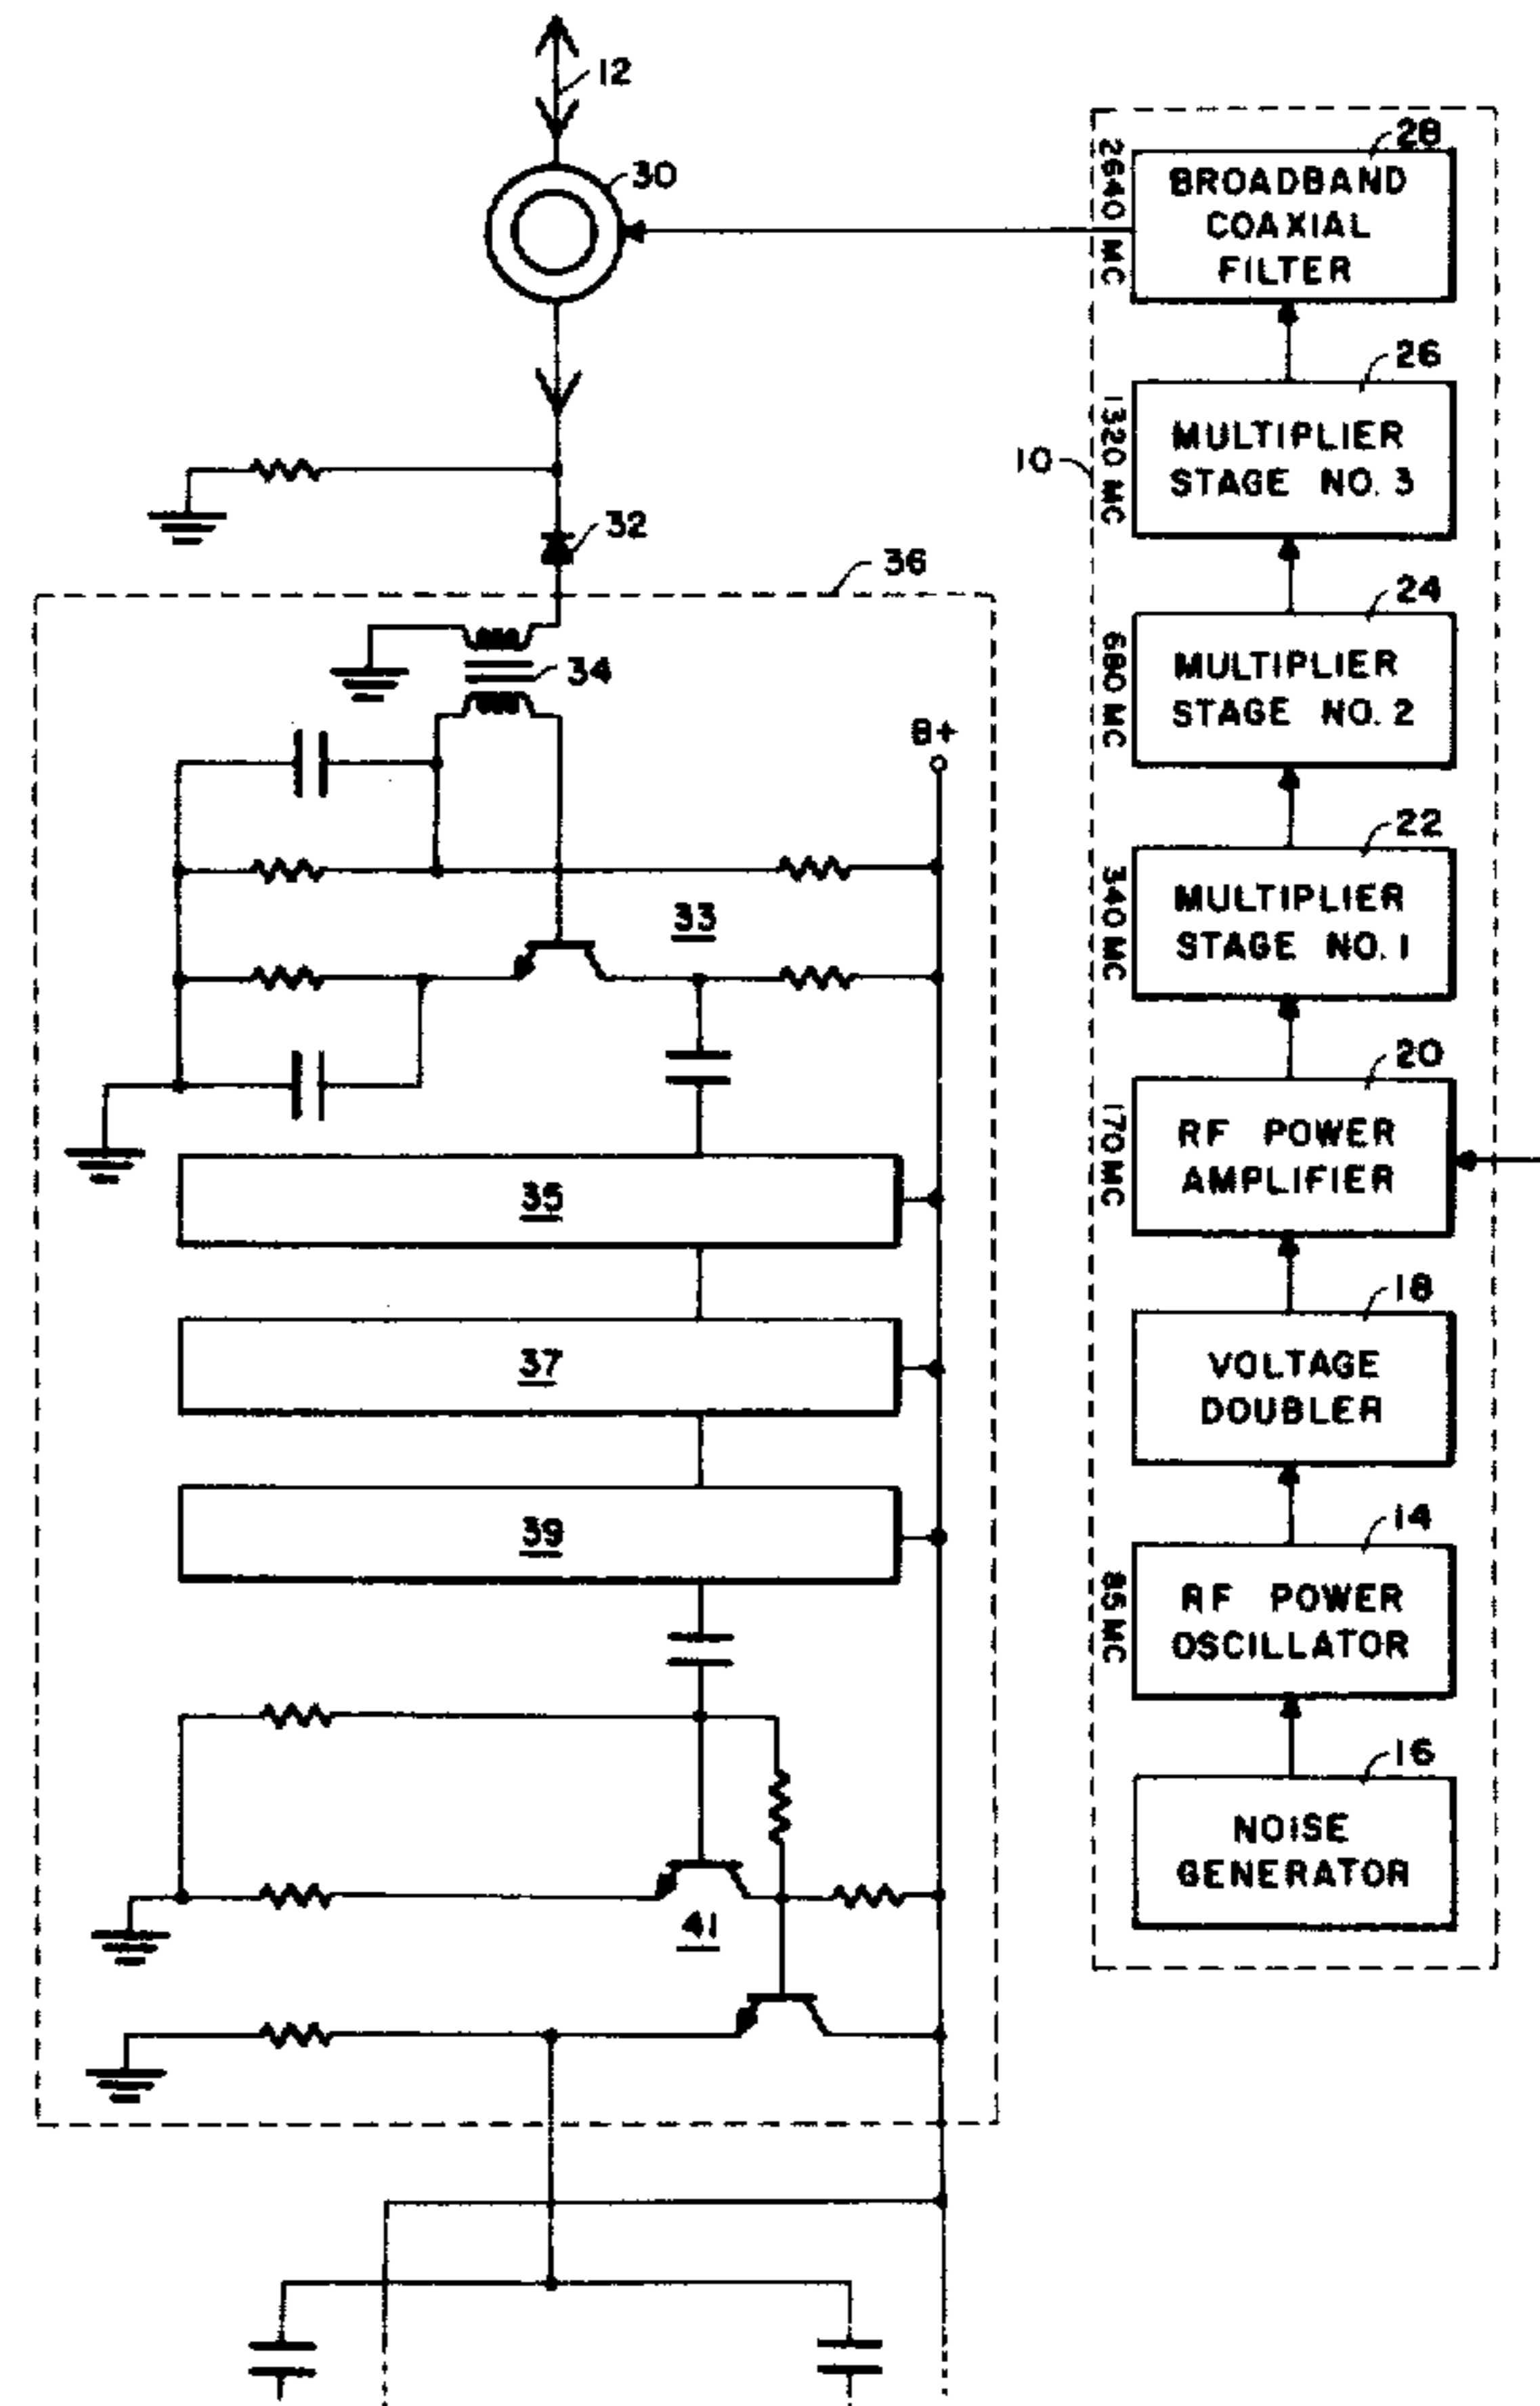 12
30
28
BROADBAND
COAXIAL
FILTER
2640 MC
26
MULTIPLIER
STAGE NO. 3
1320 MC
10
32
36
24
MULTIPLIER
STAGE NO. 2
680 MC
34
B+
22
MULTIPLIER
STAGE NO. 1
340 MC
33
20
RF POWER
AMPLIFIER
170 MC
35
18
VOLTAGE
DOUBLER
37
14
RF POWER
OSCILLATOR
85 MC
39
16
NOISE
GENERATOR
41